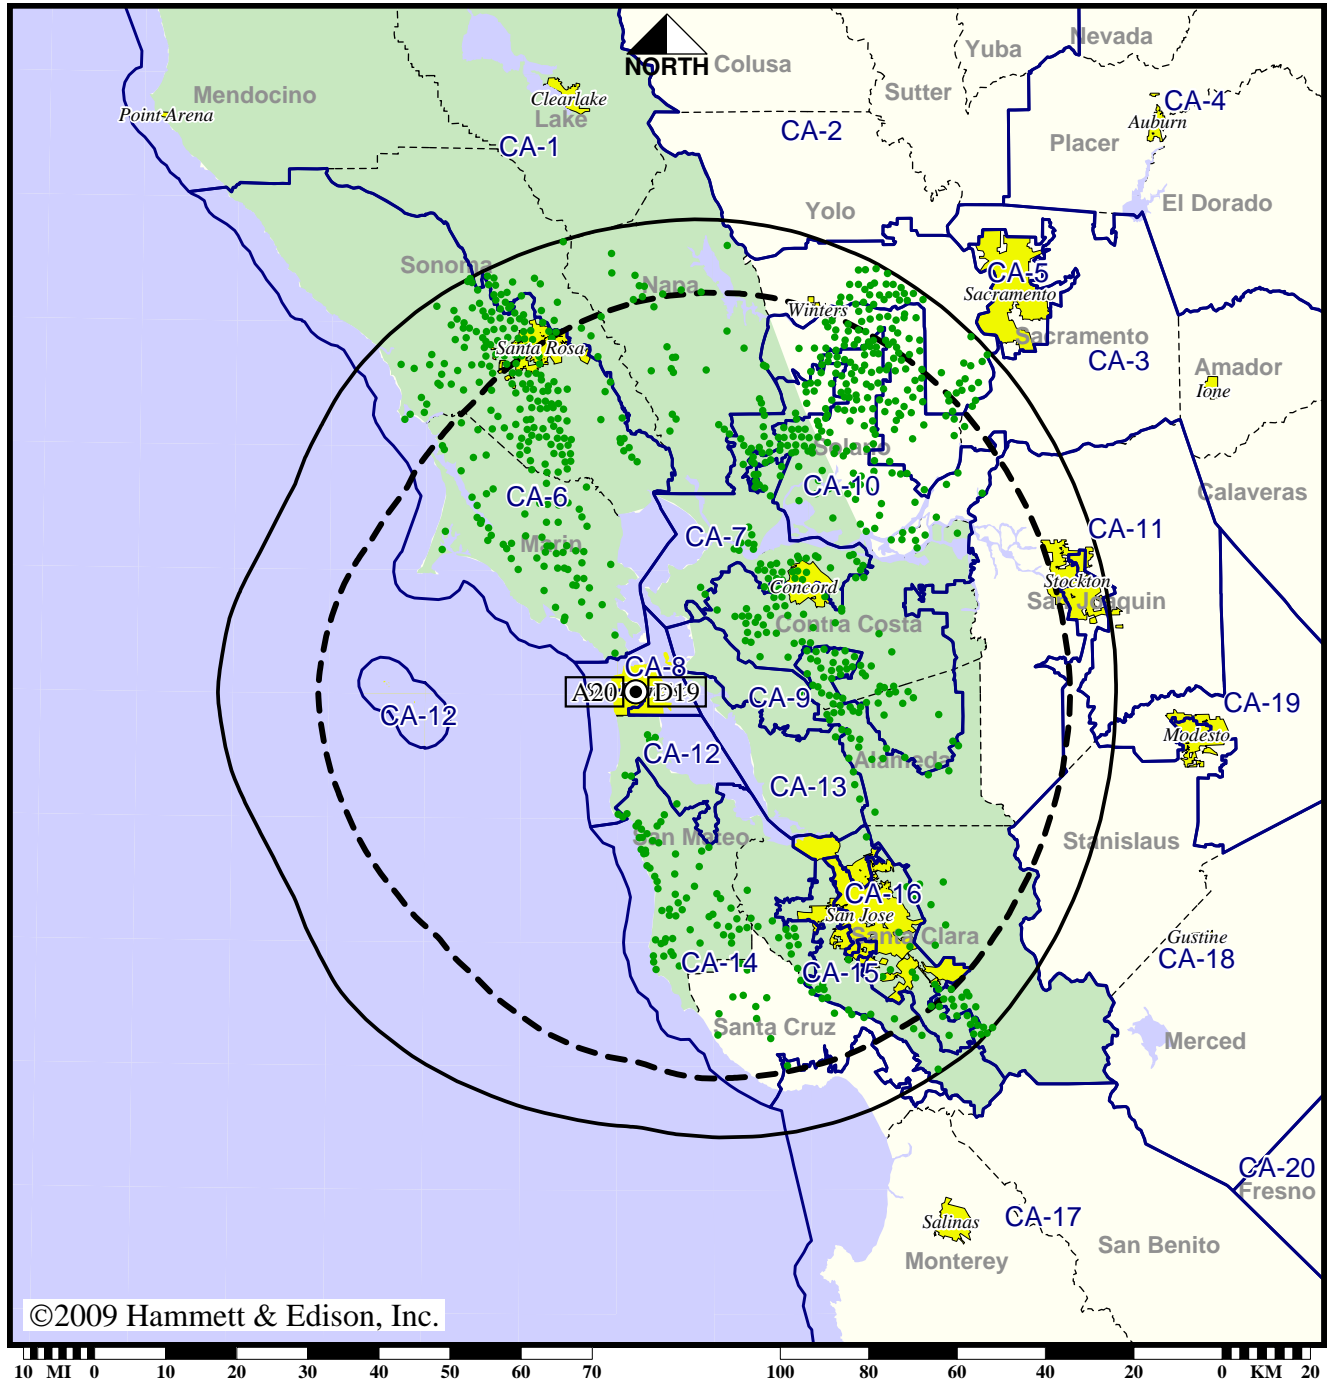 NORTH
Nevada
Yuba
Colusa
Sutter
Mendocino
Point Arena
Clearlake
Lake
CA-1
CA-2
CA-4
Auburn
Placer
El Dorado
Yolo
Sonoma
Napa
CA-5
Sacramento
Winters
Sacramento
CA-3
Santa Rosa
Amador
Ione
Solano
CA-10
CA-6
Calaveras
CA-7
CA-11
Marin
Concord
Stockton
San Joaquin
Contra Costa
CA-8
A20
D19
CA-9
CA-12
CA-19
Modesto
CA-12
Alameda
CA-13
San Mateo
Stanislaus
CA-16
San Jose
Santa Clara
Gustine
CA-18
CA-14
CA-15
Santa Cruz
Merced
CA-20
Fresno
Salinas
CA-17
Monterey
San Benito
©2009 Hammett & Edison, Inc.
10 MI 0 10 20 30 40 50 60 70
100 80 60 40 20 0 KM 20